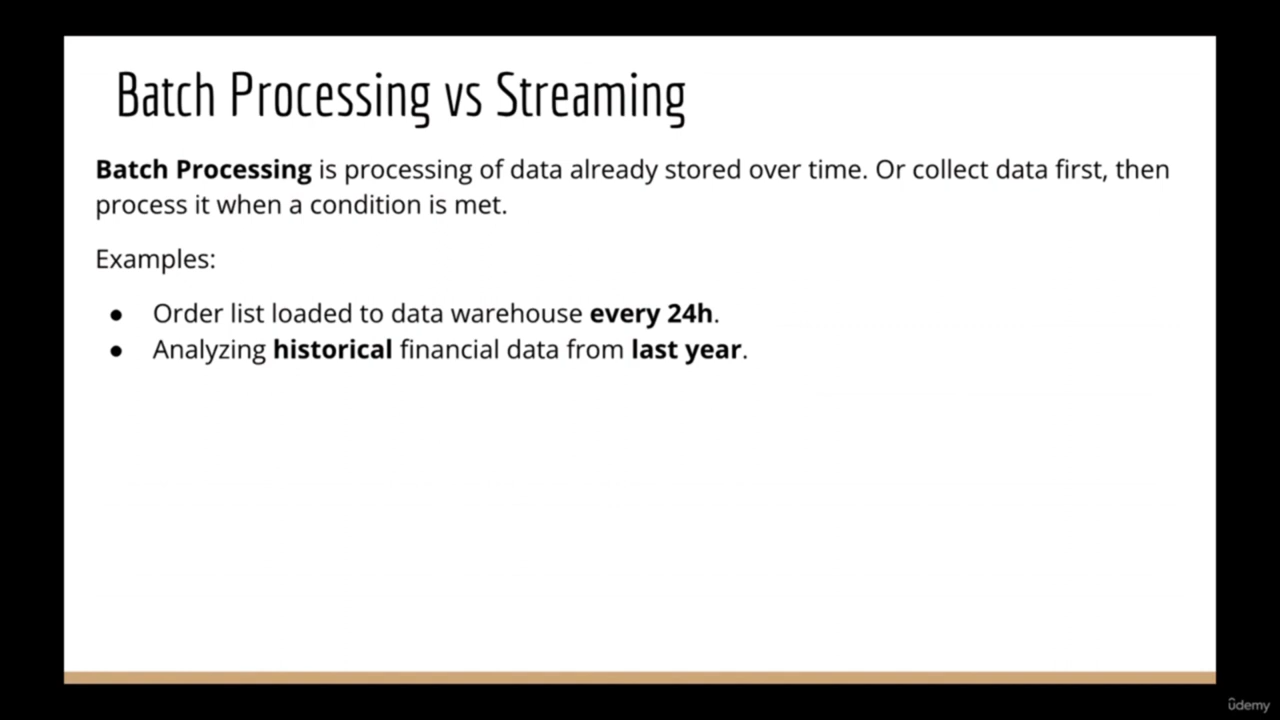 Batch Processing vs Streaming
Batch Processing is processing of data already stored over time. Or collect data first, then
process it when a condition is met.
Examples:
● Order list loaded to data warehouse every 24h.
● Analyzing historical financial data from last year.
ûdemy